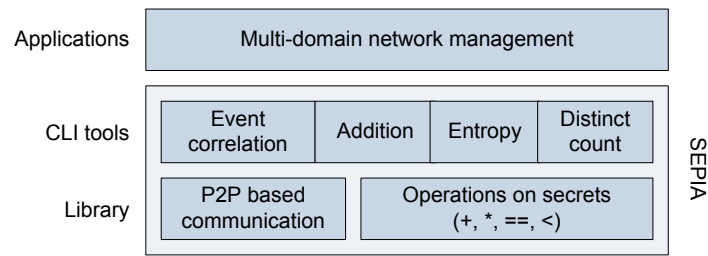 Applications
Multi-domain network management
CLI tools
Event
correlation
Addition
Entropy
Distinct
count
Library
P2P based
communication
Operations on secrets
(+, *, ==, <)
SEPIA